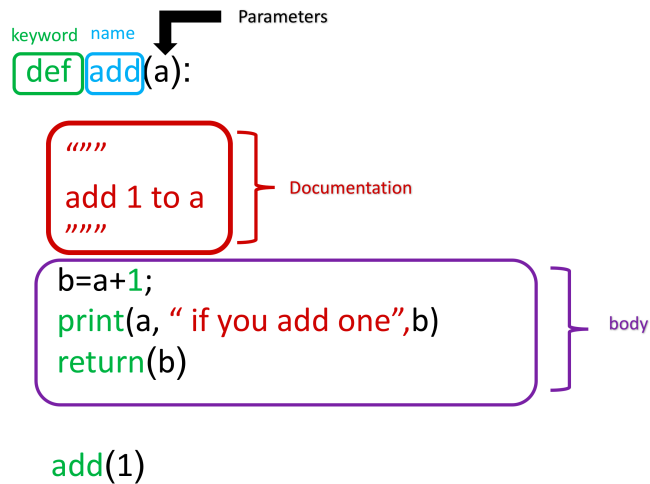 Parameters
keyword name
def add(a):
“””
add 1 to a
”””
Documentation
b=a+1;
print(a, “ if you add one”,b)
return(b)
body
add(1)